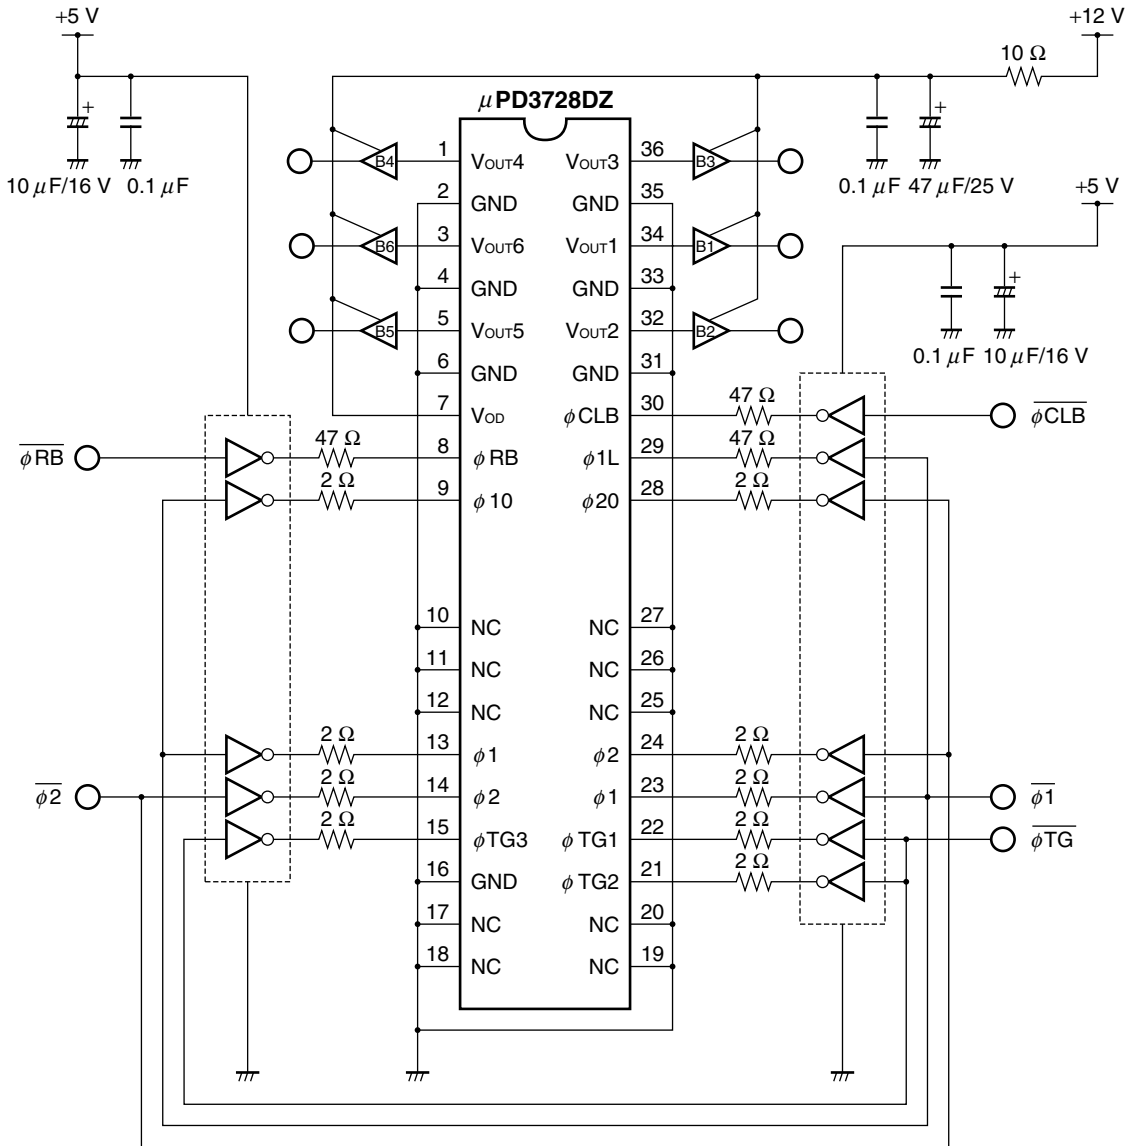 +5 V
+12 V
10 Ω
μPD3728DZ
10 μF/16 V 0.1 μF
0.1 μF 47 μF/25 V
+5 V
0.1 μF 10 μF/16 V
B4 1 VOUT4 VOUT3 36 B3
2 GND GND 35
B6 3 VOUT6 VOUT1 34 B1
4 GND GND 33
B5 5 VOUT5 VOUT2 32 B2
6 GND GND 31
7 VOD φCLB 30 47 Ω φCLB
φRB 47 Ω 8 φRB φ1L 29 47 Ω
2 Ω 9 φ10 φ20 28 2 Ω
10 NC NC 27
11 NC NC 26
12 NC NC 25
2 Ω 13 φ1 φ2 24 2 Ω
φ2 2 Ω 14 φ2 φ1 23 2 Ω φ1
2 Ω 15 φTG3 φTG1 22 2 Ω φTG
16 GND φTG2 21 2 Ω
17 NC NC 20
18 NC NC 19